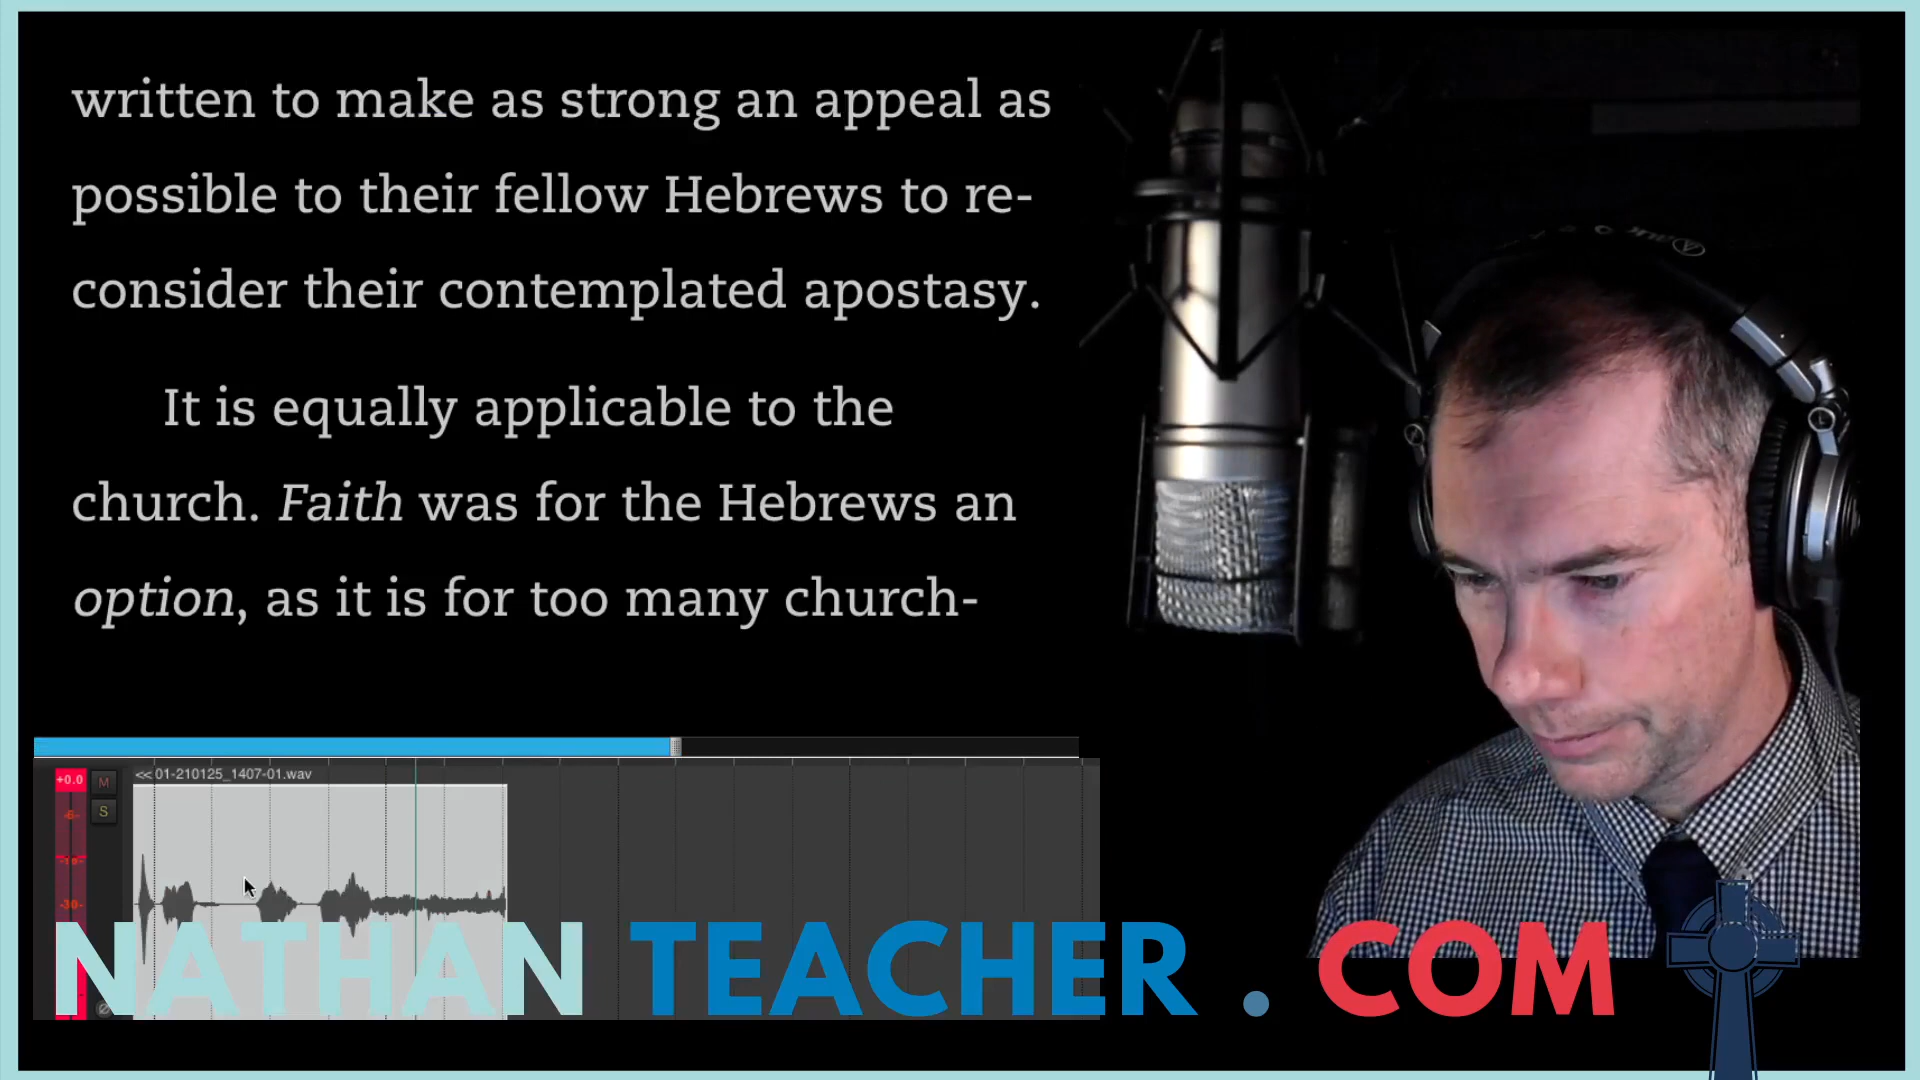 written to make as strong an appeal as
possible to their fellow Hebrews to re-
consider their contemplated apostasy.
It is equally applicable to the
church. Faith was for the Hebrews an
option, as it is for too many church-
<< 01-210125_1407-01.wav
+0.0
M
-6-
S
-30-
NATHAN TEACHER . COM